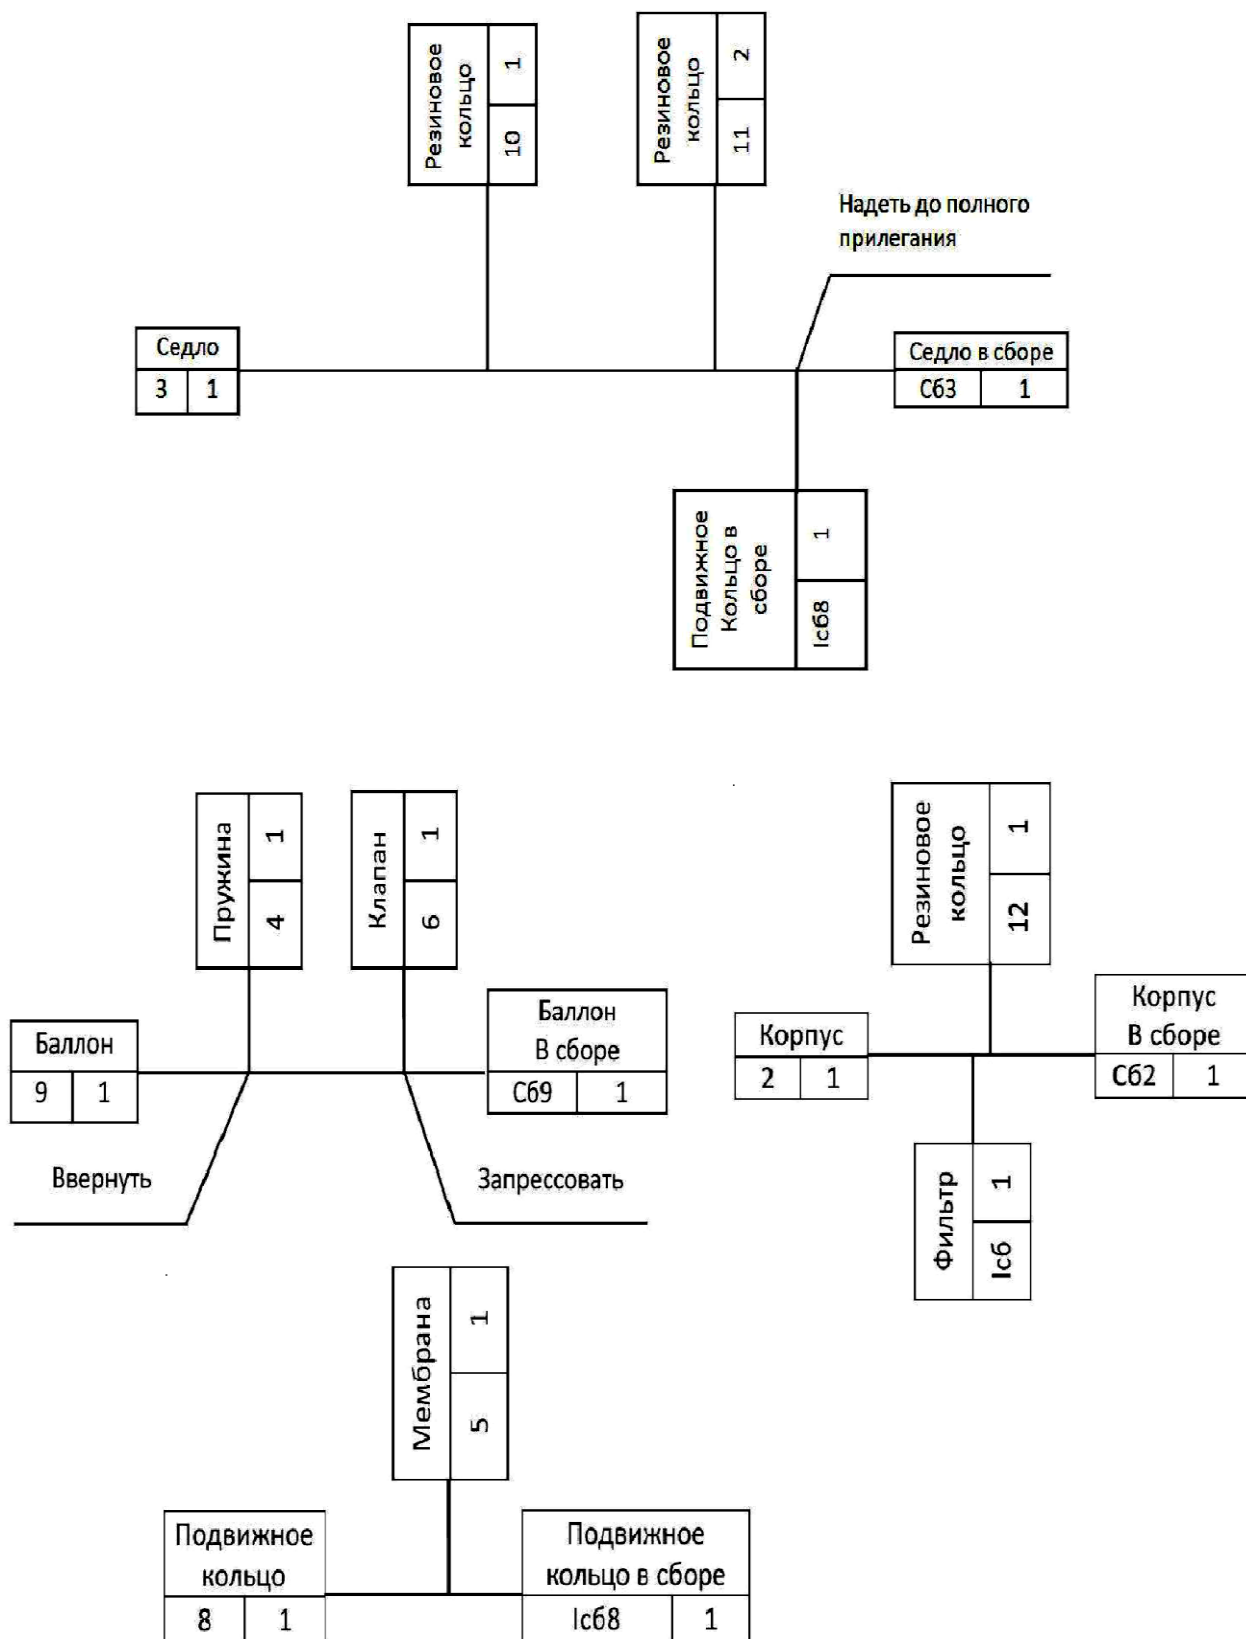 Резиновое
кольцо
1
10
Резиновое
кольцо
2
11
Надеть до полного
прилегания
Седло
3 1
Седло в сборе
Сб3 1
Подвижное
Кольцо в
сборе
1
Iсб8
Пружина
1
4
Клапан
1
6
Баллон
9 1
Баллон
В сборе
Сб9 1
Ввернуть
Запрессовать
Резиновое
кольцо
1
12
Корпус
2 1
Корпус
В сборе
Сб2 1
Фильтр
1
Iсб
Мембрана
1
5
Подвижное
кольцо
8 1
Подвижное
кольцо в сборе
Iсб8 1